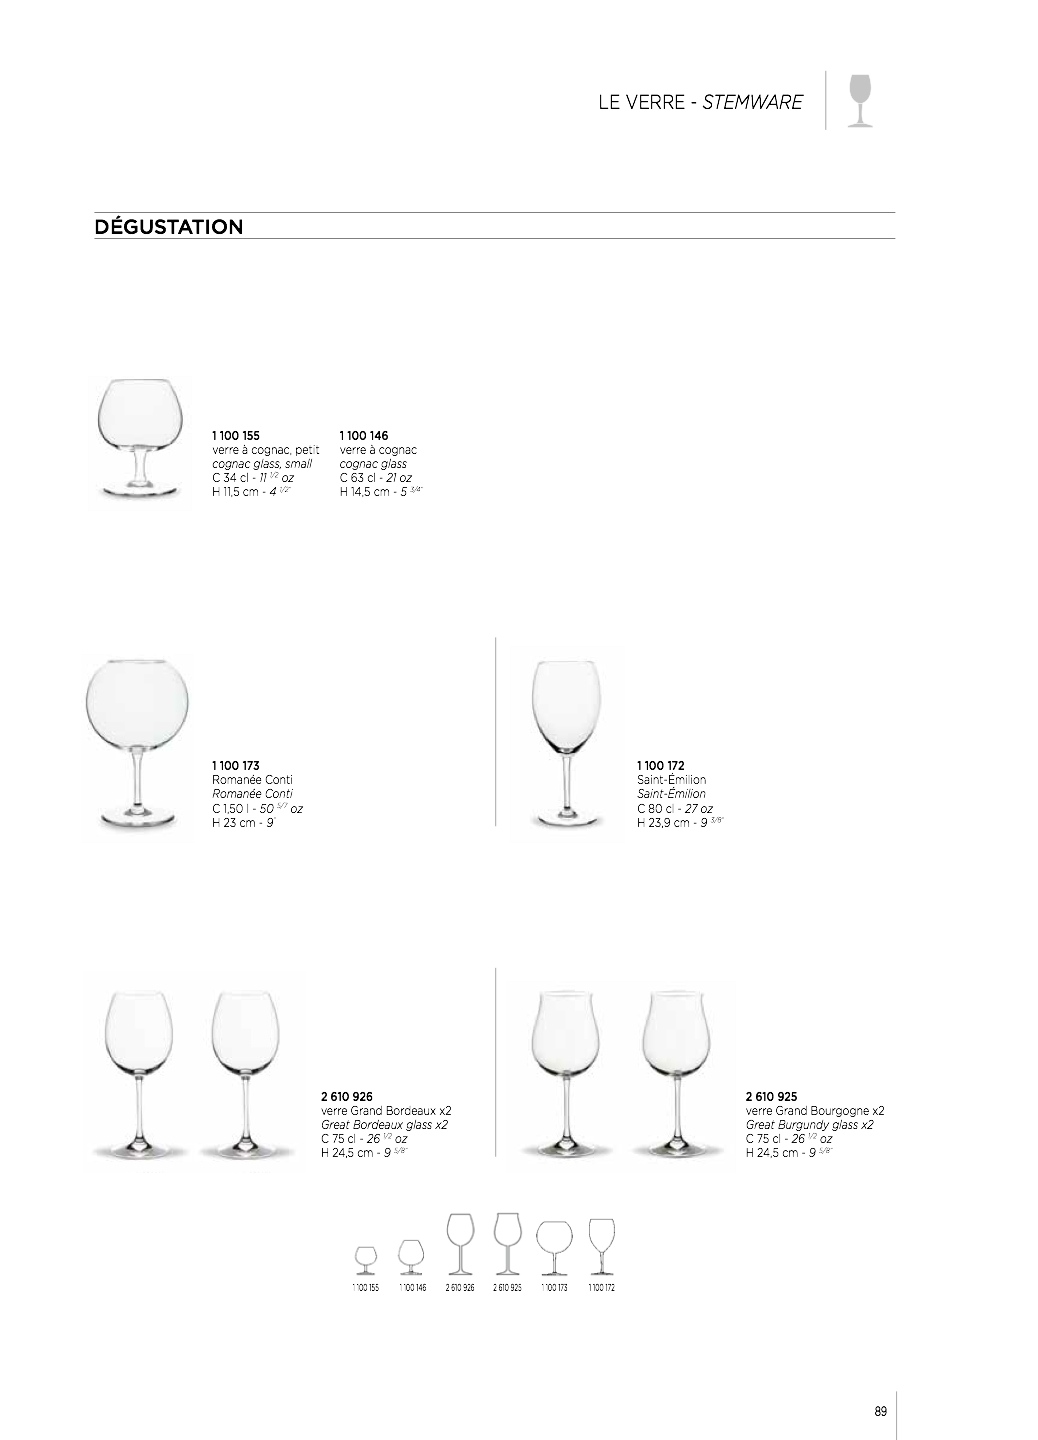 LE VERRE - STEMWARE
DÉGUSTATION
1 100 155
verre à cognac, petit
cognac glass, small
C 34 cl - 11 1/2 oz
H 11,5 cm - 4 1/2"
1 100 146
verre à cognac
cognac glass
C 63 cl - 21 oz
H 14,5 cm - 5 3/4"
1 100 173
Romanée Conti
Romanée Conti
C 1,50 l - 50 5/7 oz
H 23 cm - 9"
1 100 172
Saint-Émilion
Saint-Émilion
C 80 cl - 27 oz
H 23,9 cm - 9 3/8"
2 610 926
verre Grand Bordeaux x2
Great Bordeaux glass x2
C 75 cl - 26 1/2 oz
H 24,5 cm - 9 5/8"
2 610 925
verre Grand Bourgogne x2
Great Burgundy glass x2
C 75 cl - 26 1/2 oz
H 24,5 cm - 9 5/8"
1 100 155 1 100 146 2 610 926 2 610 925 1 100 173 1 100 172
89